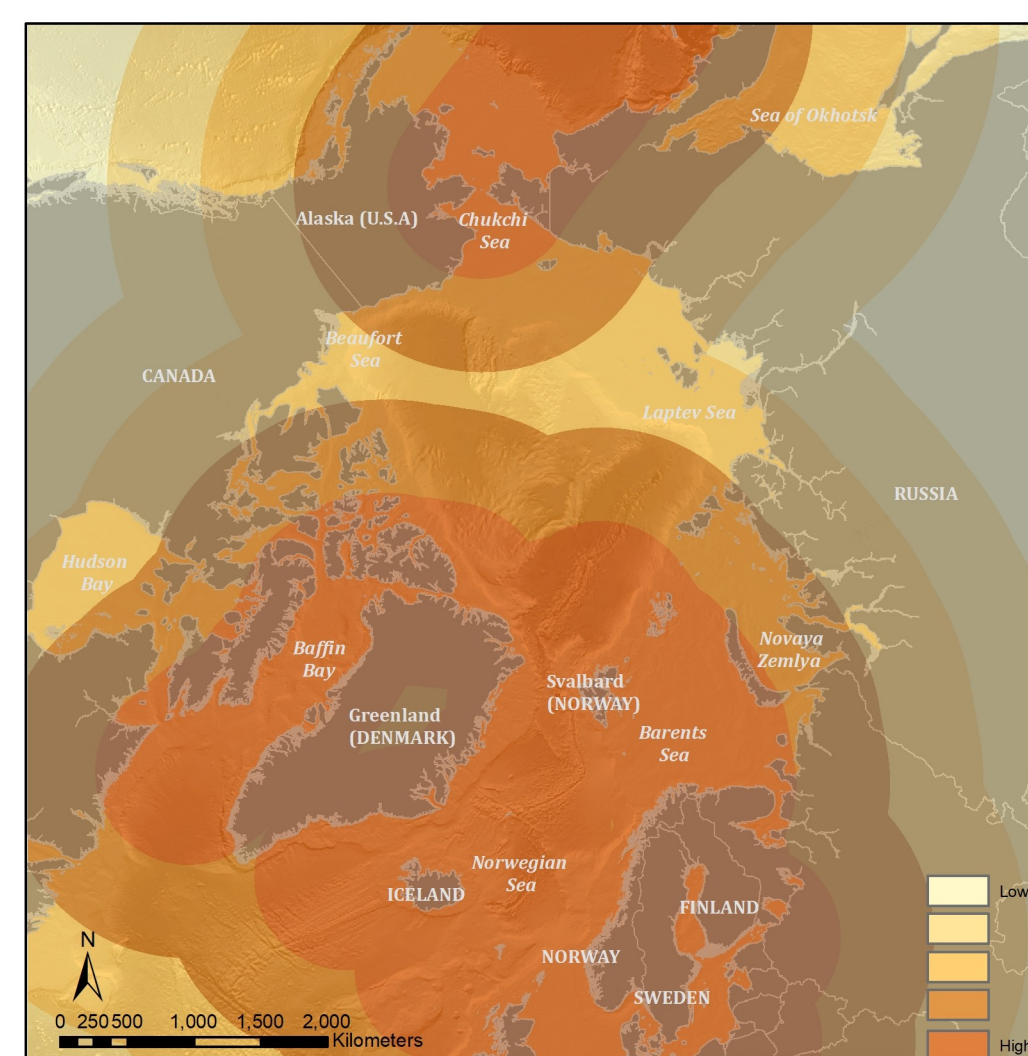 Sea of Okhotsk
Alaska (U.S.A)
Chukchi
Sea
Beaufort
Sea
CANADA
Laptev Sea
RUSSIA
Hudson
Bay
Baffin
Bay
Novaya
Zemlya
Svalbard
(NORWAY)
Greenland
(DENMARK)
Barents
Sea
Norwegian
Sea
ICELAND
FINLAND
Low
NORWAY
SWEDEN
N
0 250 500 1,000 1,500 2,000
Kilometers
High